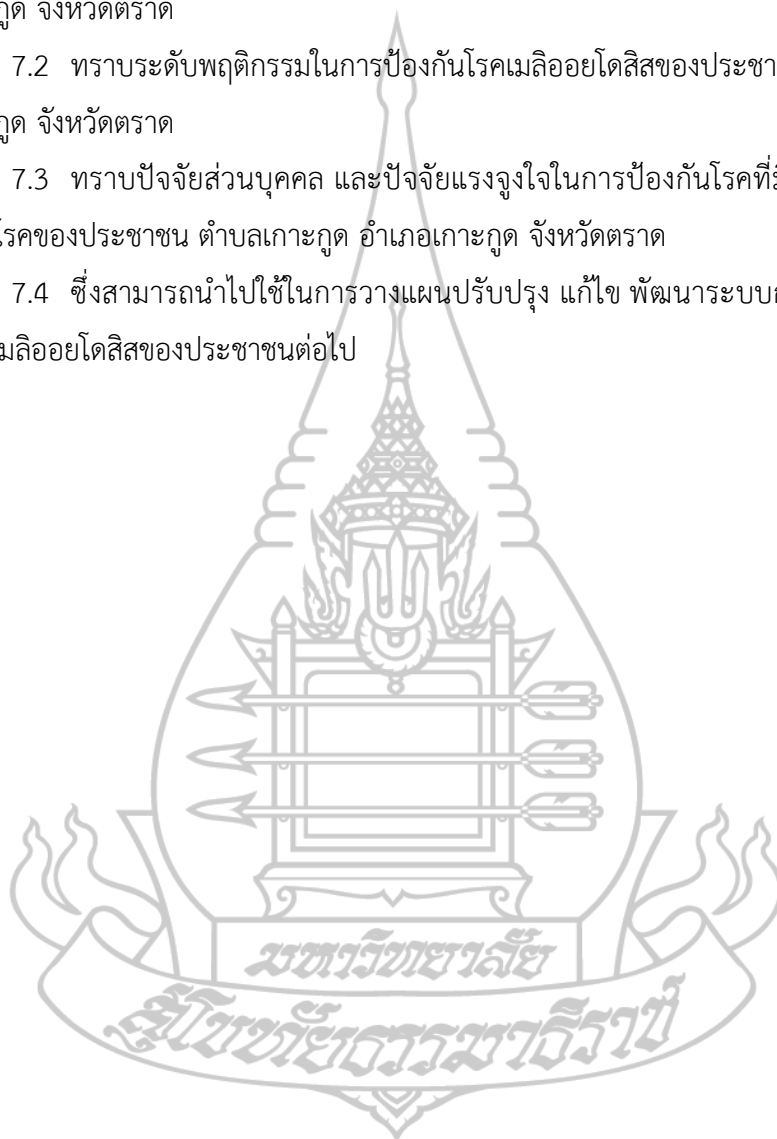 กูด จังหวัดตราด
7.2 ทราบระดับพฤติกรรมในการป้องกันโรคเมลิออยโดสิสของประชา
กูด จังหวัดตราด
7.3 ทราบปัจจัยส่วนบุคคล และปัจจัยแรงจูงใจในการป้องกันโรคที่มี
โรคของประชาชน ตำบลเกาะกูด อำเภอเกาะกูด จังหวัดตราด
7.4 ซึ่งสามารถนำไปใช้ในการวางแผนปรับปรุง แก้ไข พัฒนาระบบ
มลิออยโดสิสของประชาชนต่อไป
มหาวิทยาลัย
สุโขทัยธรรมาธิราช